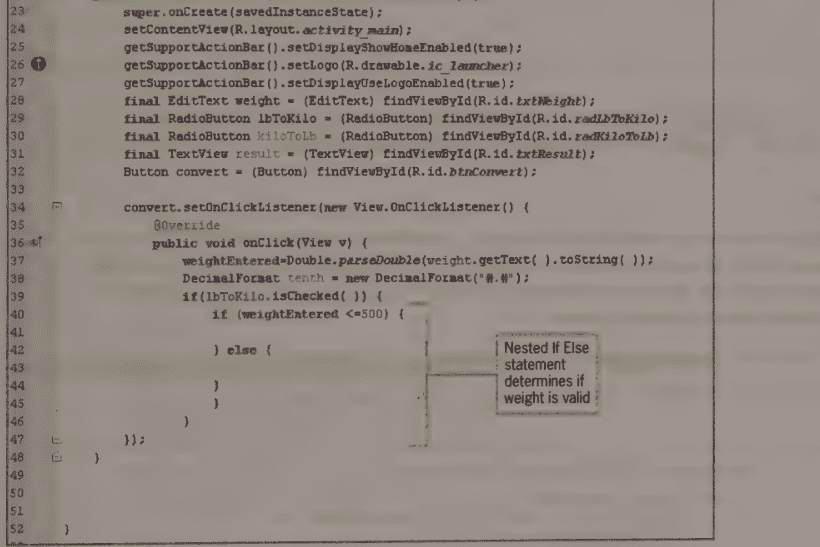 23 super.onCreate(savedInstanceState);
24 setContentView(R.layout.activity_main);
25 getSupportActionBar().setDisplayShowHomeEnabled(true);
26 getSupportActionBar().setLogo(R.drawable.ic_launcher);
27 getSupportActionBar().setDisplayUseLogoEnabled(true);
28 final EditText weight = (EditText) findViewById(R.id.txtWeight);
29 final RadioButton lbToKilo = (RadioButton) findViewById(R.id.radLbToKilo);
30 final RadioButton kiloToLb = (RadioButton) findViewById(R.id.radKiloToLb);
31 final TextView result = (TextView) findViewById(R.id.txtResult);
32 Button convert = (Button) findViewById(R.id.btnConvert);
33
34 convert.setOnClickListener(new View.OnClickListener() {
35 @Override
36 public void onClick(View v) {
37 weightEntered=Double.parseDouble(weight.getText( ).toString( ));
38 DecimalFormat tenth = new DecimalFormat("#.#");
39 if(lbToKilo.isChecked( )) {
40 if (weightEntered <=500) {
41
42 } else {
43
44 }
45 }
46 }
47 });
48 }
49
50
51
52 }
Nested If Else
statement
determines if
weight is valid